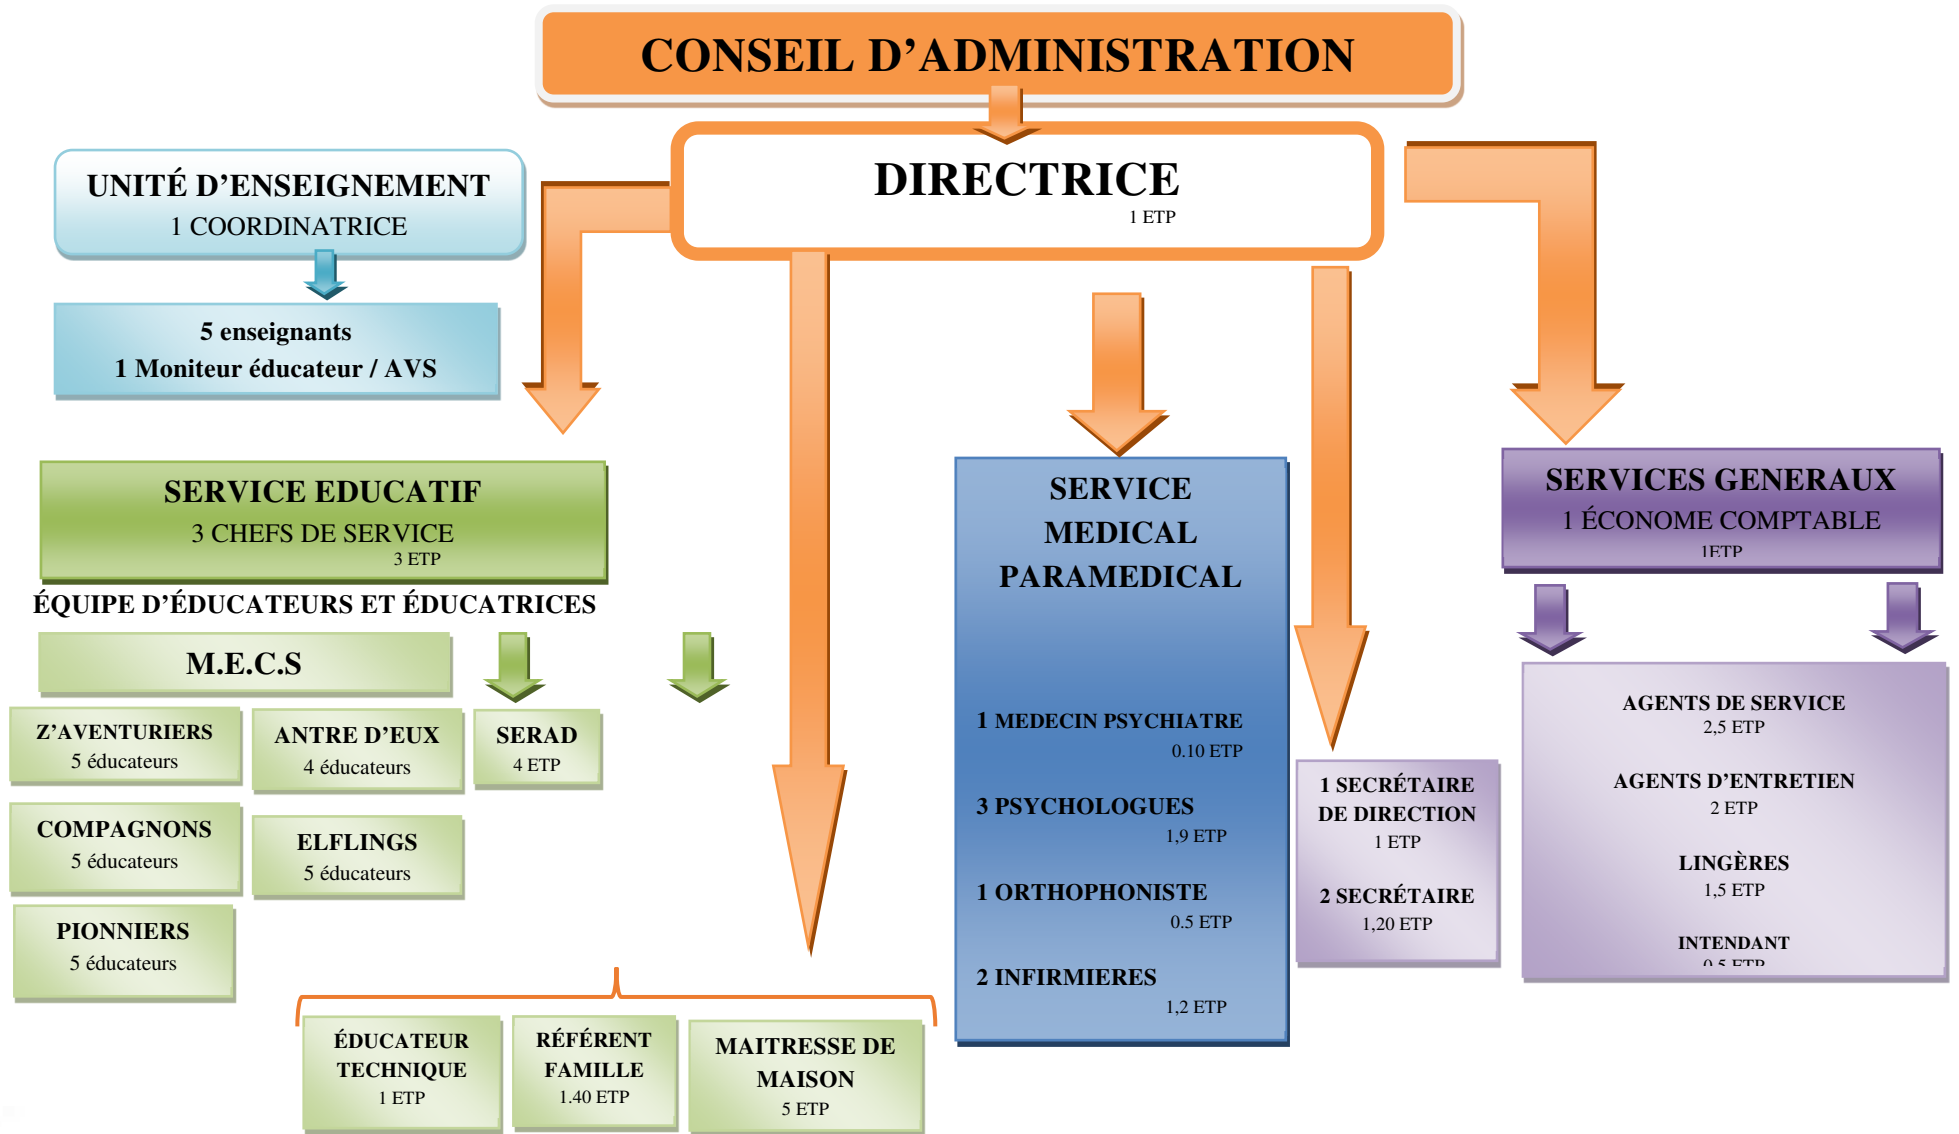 CONSEIL D'ADMINISTRATION
DIRECTRICE
1 ETP
UNITÉ D'ENSEIGNEMENT
1 COORDINATRICE
5 enseignants
1 Moniteur éducateur / AVS
SERVICE EDUCATIF
3 CHEFS DE SERVICE
3 ETP
ÉQUIPE D'ÉDUCATEURS ET ÉDUCATRICES
M.E.C.S
Z'AVENTURIERS
5 éducateurs
ANTRE D'EUX
4 éducateurs
SERAD
4 ETP
COMPAGNONS
5 éducateurs
ELFLINGS
5 éducateurs
PIONNIERS
5 éducateurs
ÉDUCATEUR
TECHNIQUE
1 ETP
RÉFÉRENT
FAMILLE
1.40 ETP
MAITRESSE DE
MAISON
5 ETP
SERVICE
MEDICAL
PARAMEDICAL
1 MEDECIN PSYCHIATRE
0.10 ETP
3 PSYCHOLOGUES
1,9 ETP
1 ORTHOPHONISTE
0.5 ETP
2 INFIRMIERES
1,2 ETP
1 SECRÉTAIRE
DE DIRECTION
1 ETP
2 SECRÉTAIRE
1,20 ETP
SERVICES GENERAUX
1 ÉCONOME COMPTABLE
1ETP
AGENTS DE SERVICE
2,5 ETP
AGENTS D'ENTRETIEN
2 ETP
LINGÈRES
1,5 ETP
INTENDANT
0,5 ETP